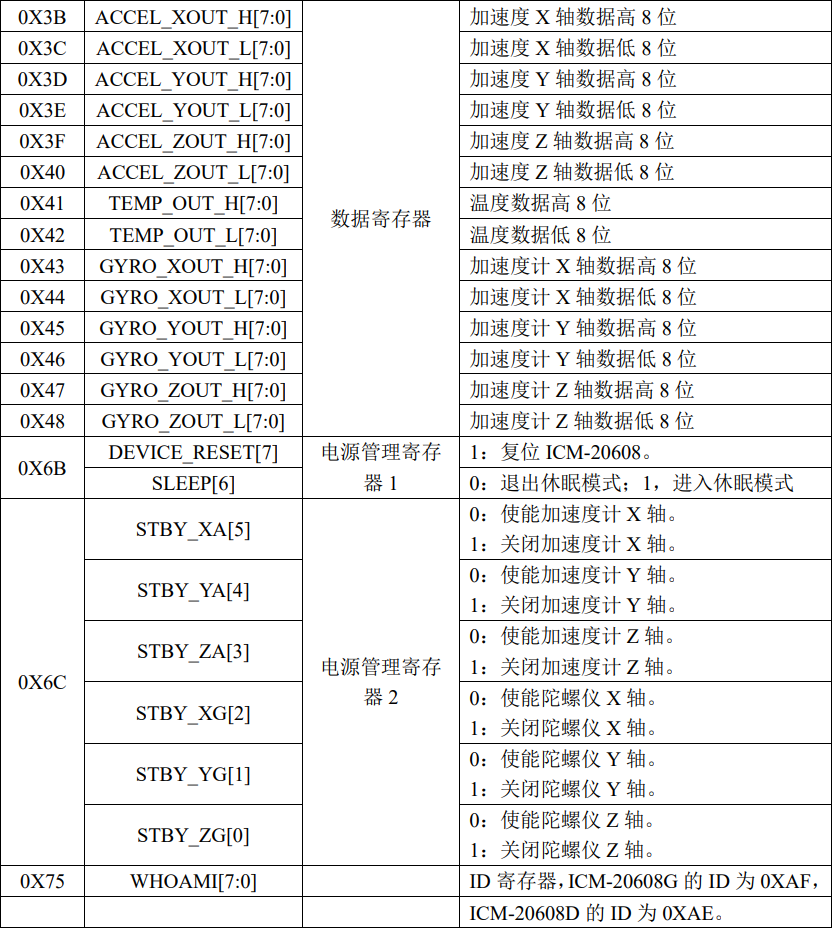 0X3B ACCEL_XOUT_H[7:0] 加速度 X 轴数据高 8 位
0X3C ACCEL_XOUT_L[7:0] 加速度 X 轴数据低 8 位
0X3D ACCEL_YOUT_H[7:0] 加速度 Y 轴数据高 8 位
0X3E ACCEL_YOUT_L[7:0] 加速度 Y 轴数据低 8 位
0X3F ACCEL_ZOUT_H[7:0] 加速度 Z 轴数据高 8 位
0X40 ACCEL_ZOUT_L[7:0] 加速度 Z 轴数据低 8 位
0X41 TEMP_OUT_H[7:0] 数据寄存器 温度数据高 8 位
0X42 TEMP_OUT_L[7:0] 温度数据低 8 位
0X43 GYRO_XOUT_H[7:0] 加速度计 X 轴数据高 8 位
0X44 GYRO_XOUT_L[7:0] 加速度计 X 轴数据低 8 位
0X45 GYRO_YOUT_H[7:0] 加速度计 Y 轴数据高 8 位
0X46 GYRO_YOUT_L[7:0] 加速度计 Y 轴数据低 8 位
0X47 GYRO_ZOUT_H[7:0] 加速度计 Z 轴数据高 8 位
0X48 GYRO_ZOUT_L[7:0] 加速度计 Z 轴数据低 8 位
0X6B DEVICE_RESET[7] 电源管理寄存 1：复位 ICM-20608。
SLEEP[6] 器 1 0：退出休眠模式；1，进入休眠模式
0X6C STBY_XA[5] 电源管理寄存 0：使能加速度计 X 轴。
器 2 1：关闭加速度计 X 轴。
STBY_YA[4] 0：使能加速度计 Y 轴。
1：关闭加速度计 Y 轴。
STBY_ZA[3] 0：使能加速度计 Z 轴。
1：关闭加速度计 Z 轴。
STBY_XG[2] 0：使能陀螺仪 X 轴。
1：关闭陀螺仪 X 轴。
STBY_YG[1] 0：使能陀螺仪 Y 轴。
1：关闭陀螺仪 Y 轴。
STBY_ZG[0] 0：使能陀螺仪 Z 轴。
1：关闭陀螺仪 Z 轴。
0X75 WHOAMI[7:0] ID 寄存器，ICM-20608G 的 ID 为 0XAF，
ICM-20608D 的 ID 为 0XAE。